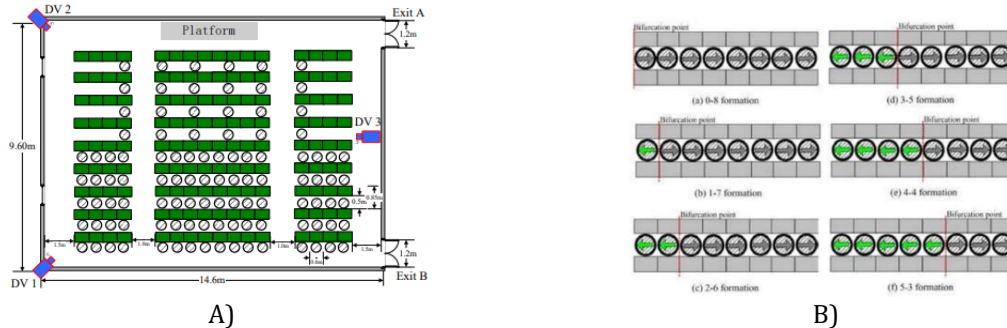 DV 2
Exit A
1.2m
Platform
DV 3
9.60m
0.85m
0.5m
1.5m
1.0m
1.0m
1.5m
1.2m
DV 1
14.6m
Exit B
A)
Bifurcation point
Bifurcation point
(a) 0-8 formation
(d) 3-5 formation
Bifurcation point
Bifurcation point
(b) 1-7 formation
(e) 4-4 formation
Bifurcation point
Bifurcation point
(c) 2-6 formation
(f) 5-3 formation
B)